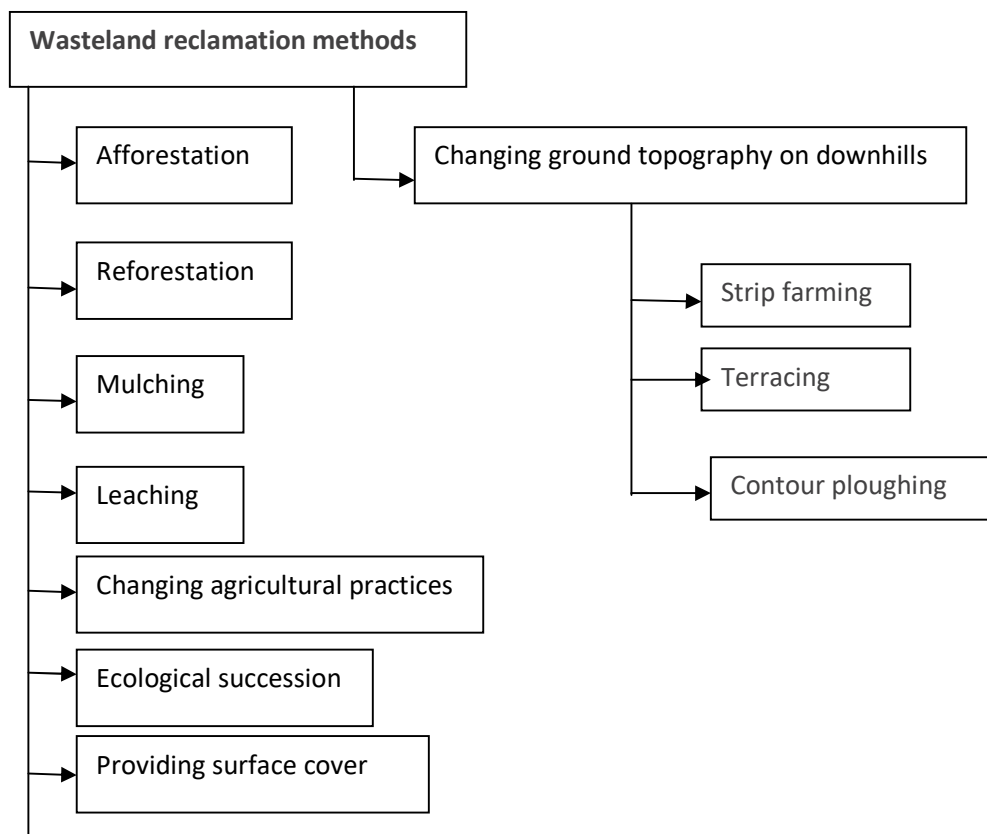 Wasteland reclamation methods
Afforestation
Changing ground topography on downhills
Reforestation
Strip farming
Mulching
Terracing
Leaching
Contour ploughing
Changing agricultural practices
Ecological succession
Providing surface cover